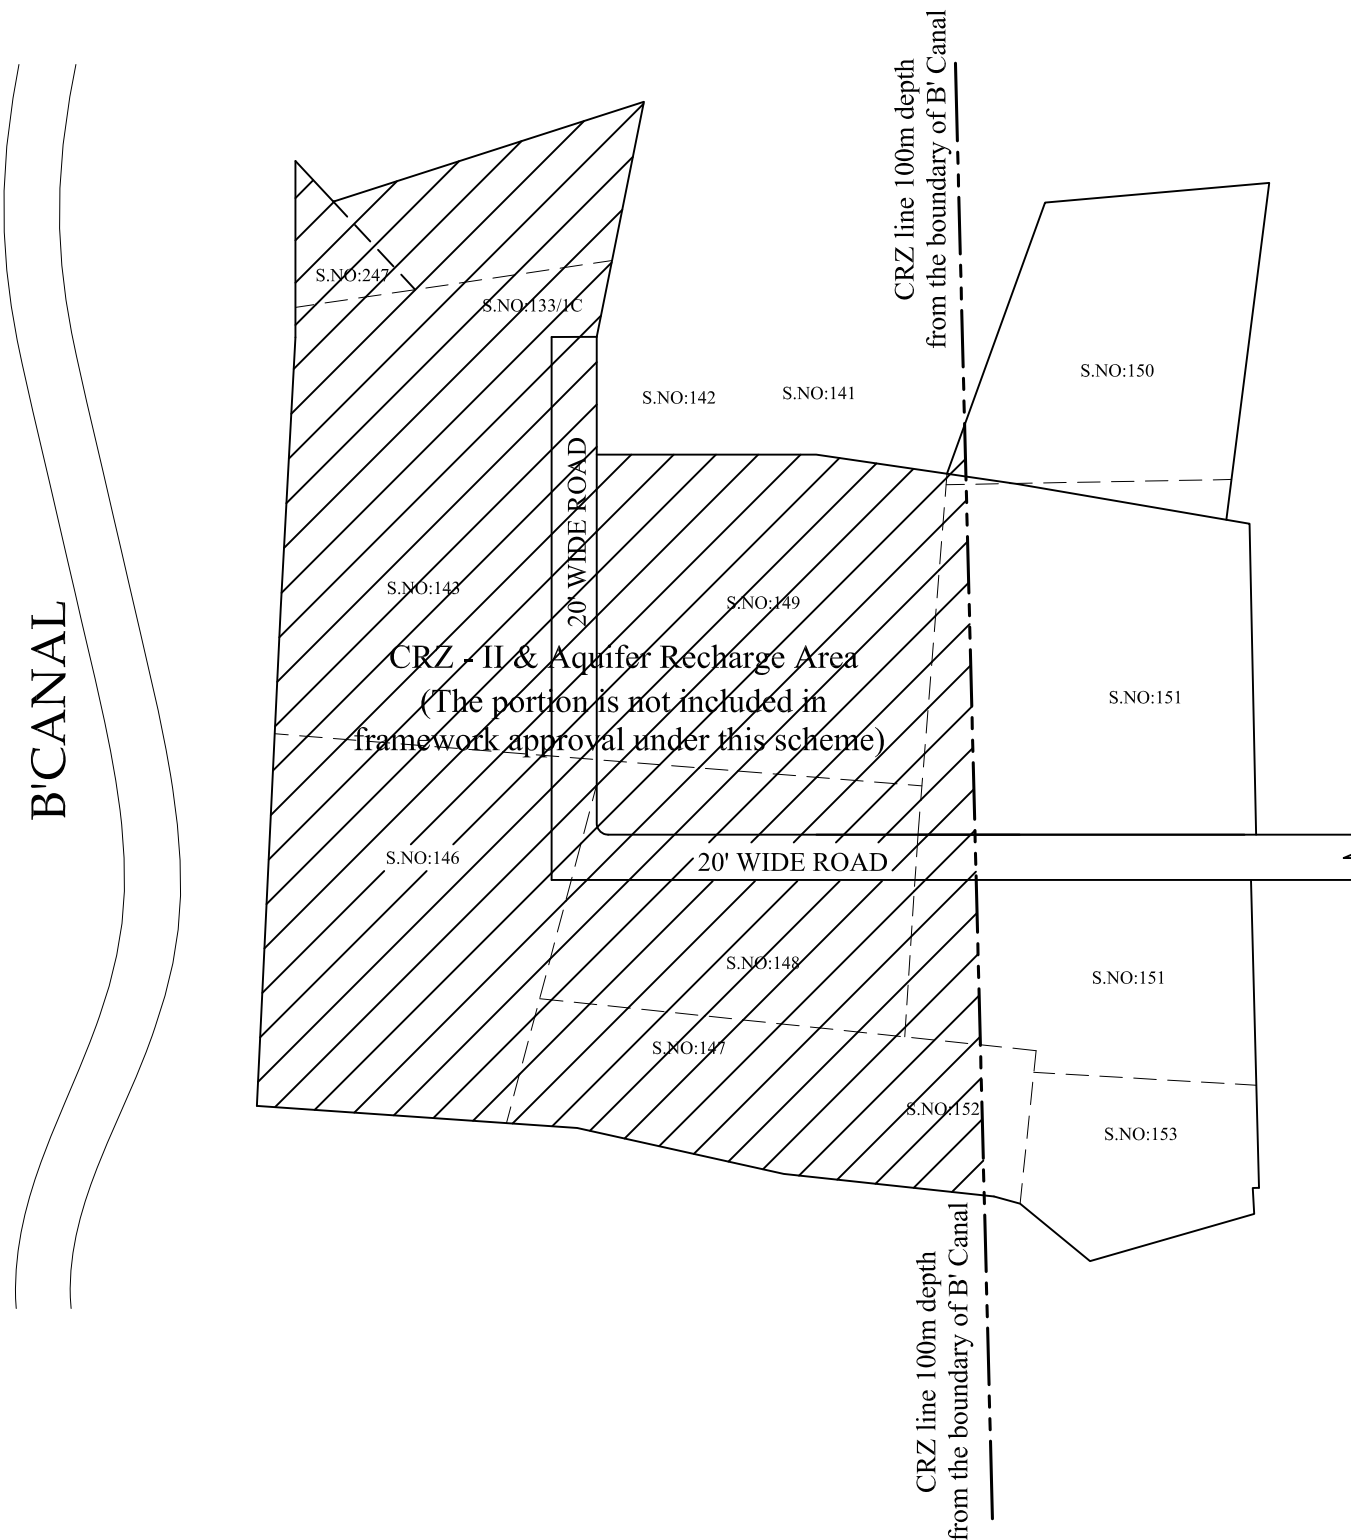 CRZ line 100m depth
from the boundary of B' Canal
S.NO:247
S.NO:133/1C
S.NO:150
S.NO:142
S.NO:141
20' WIDE ROAD
S.NO:143
S.NO:149
B'CANAL
CRZ - II & Aquifer Recharge Area
(The portion is not included in
framework approval under this scheme)
S.NO:151
S.NO:146
20' WIDE ROAD
S.NO:148
S.NO:151
S.NO:147
S.NO:152
S.NO:153
CRZ line 100m depth
from the boundary of B' Canal